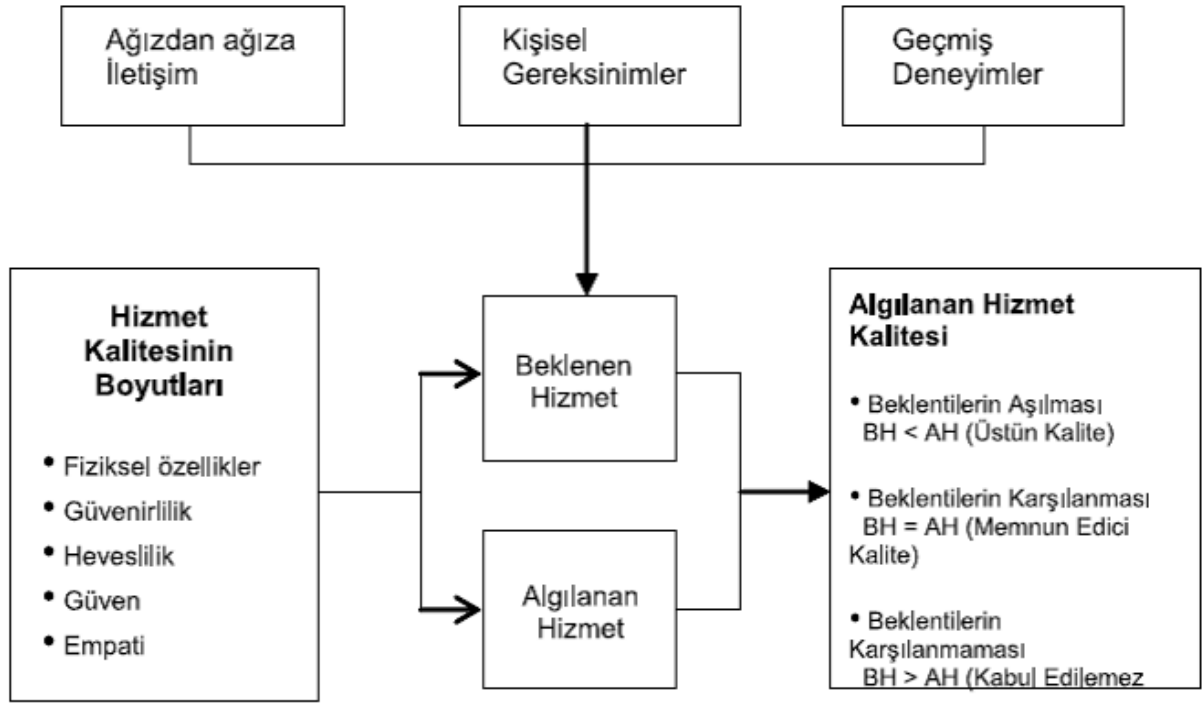 Ağızdan ağıza
İletişim
Kişisel
Gereksinimler
Geçmiş
Deneyimler
Hizmet
Kalitesinin
Boyutları
• Fiziksel özellikler
• Güvenirlilik
• Heveslilik
• Güven
• Empati
Beklenen
Hizmet
Algılanan
Hizmet
Algılanan Hizmet
Kalitesi
• Beklentilerin Aşılması
BH < AH (Üstün Kalite)
• Beklentilerin Karşılanması
BH = AH (Memnun Edici
Kalite)
• Beklentilerin
Karşılanmaması
BH > AH (Kabul Edilemez